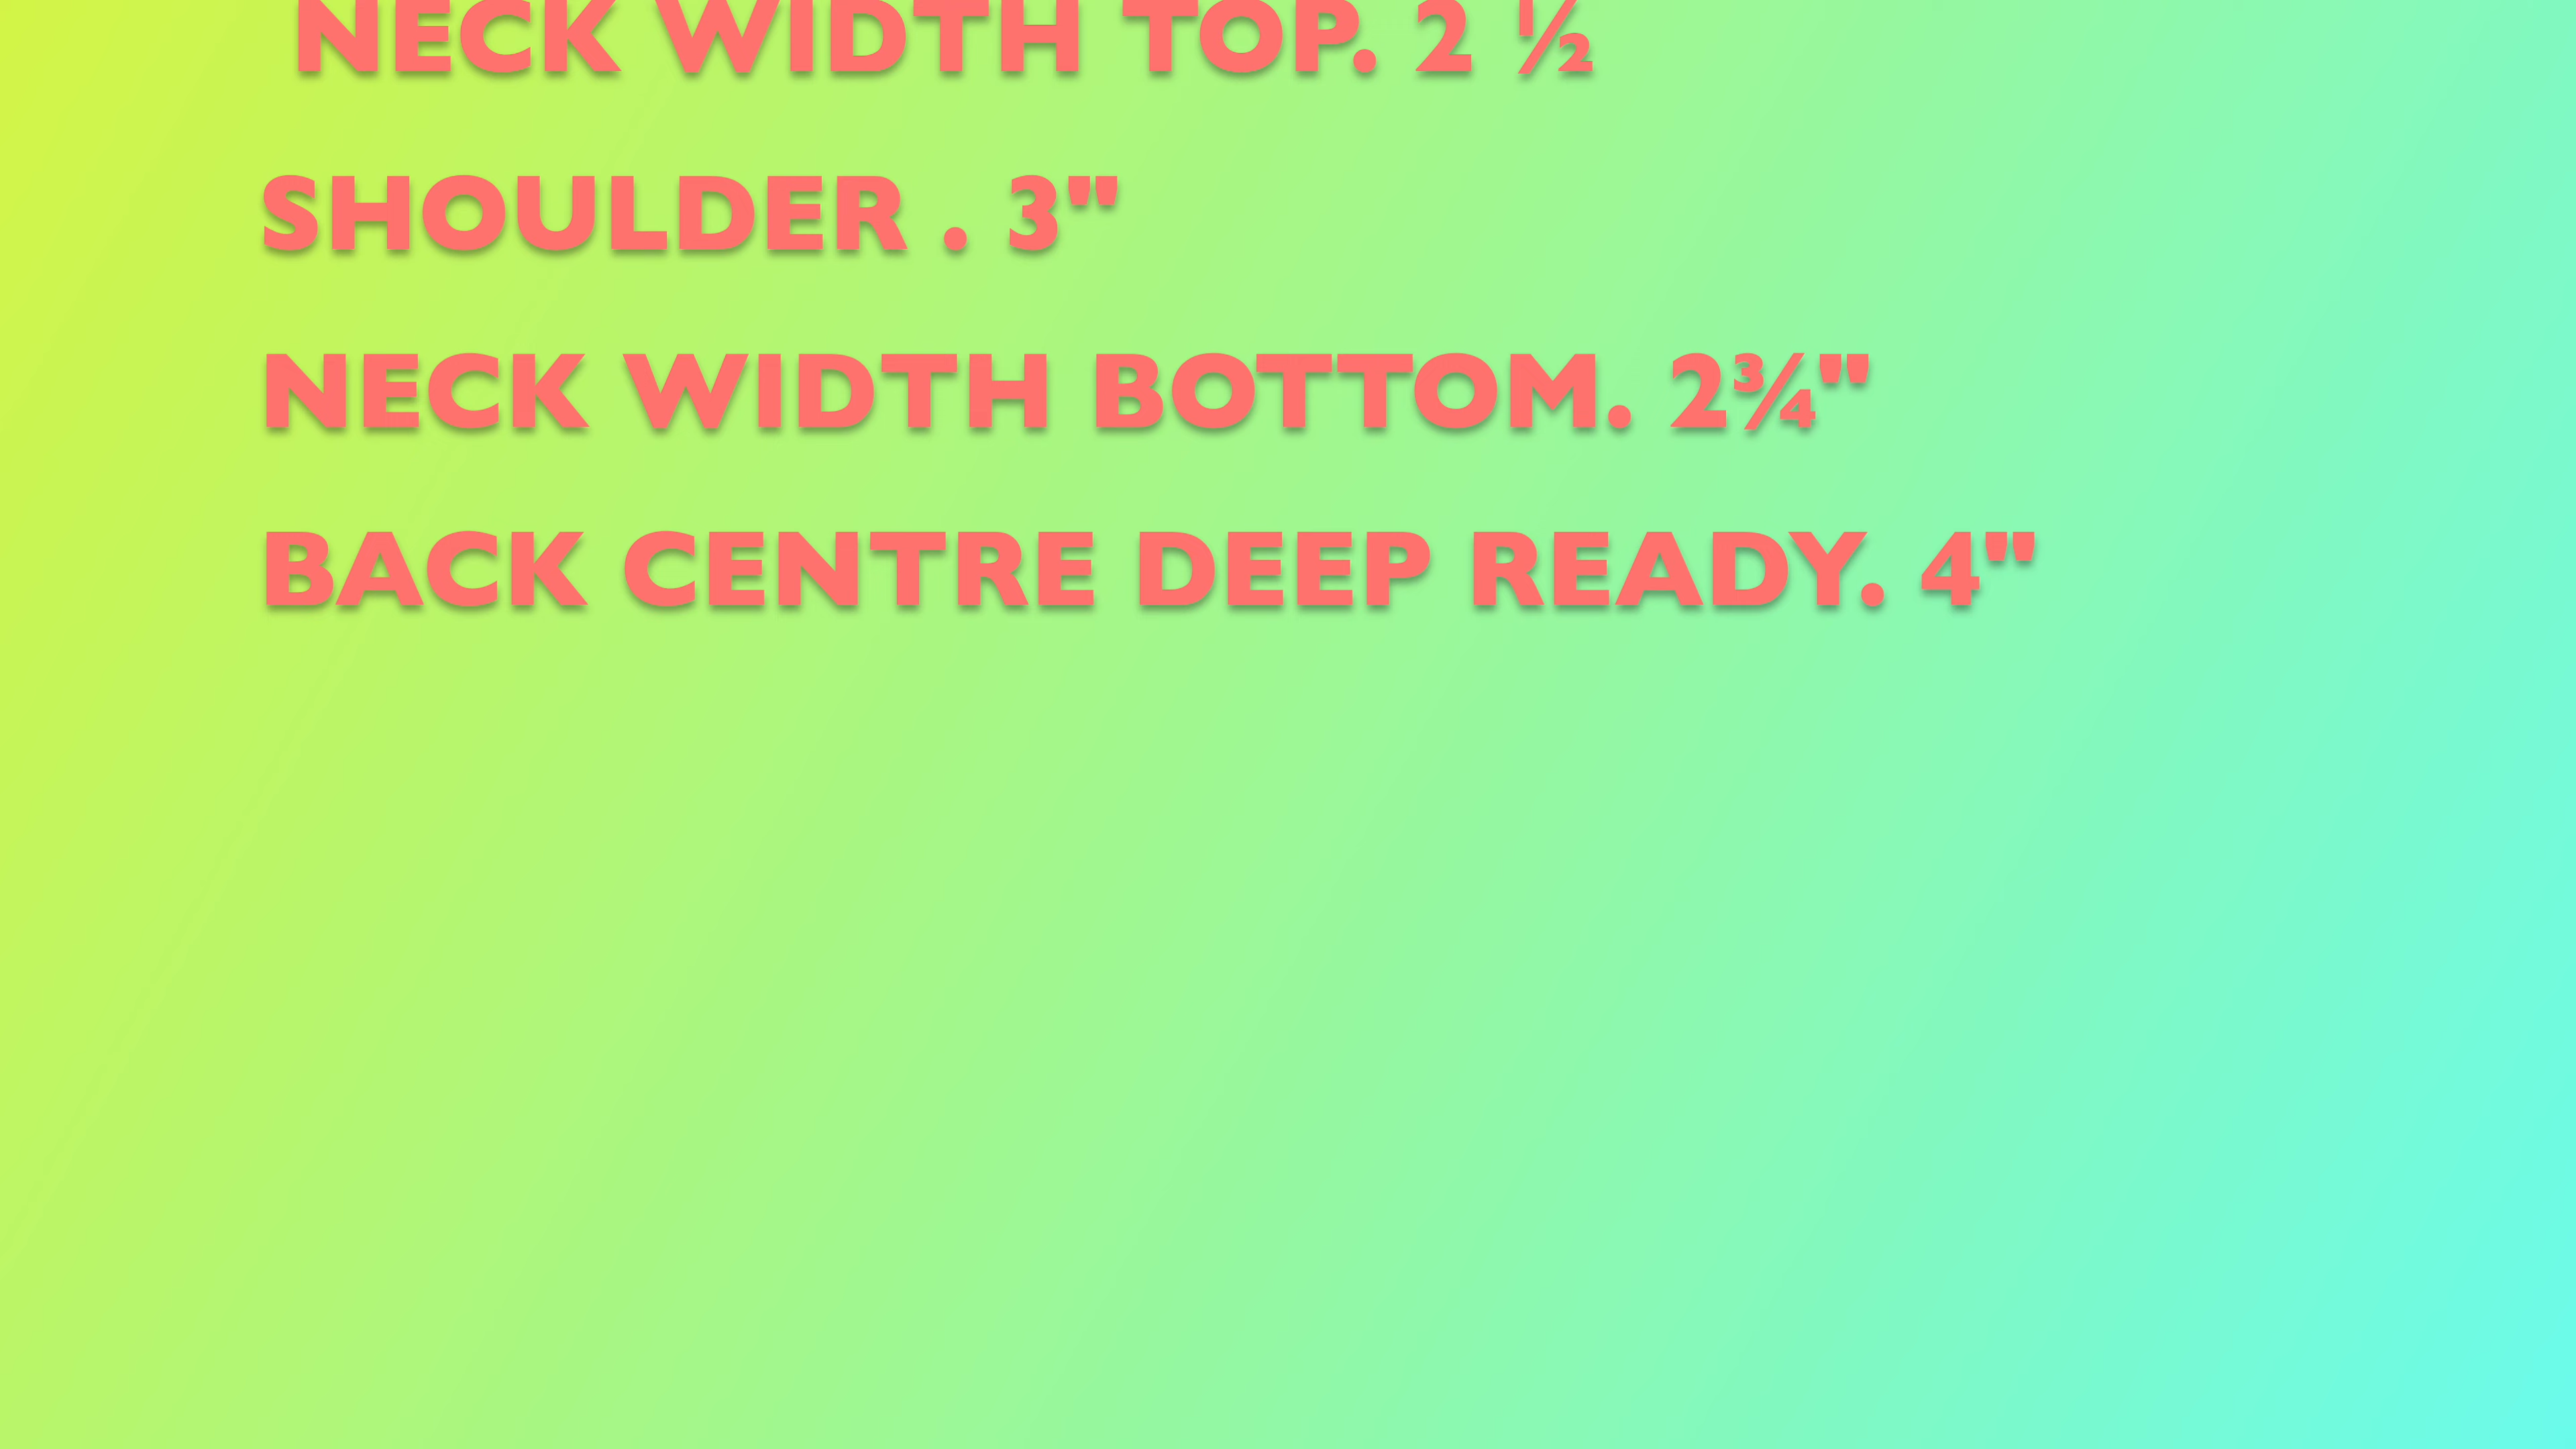 NECK WIDTH TOP. 2 ½
SHOULDER . 3"
NECK WIDTH BOTTOM. 2¾"
BACK CENTRE DEEP READY. 4"